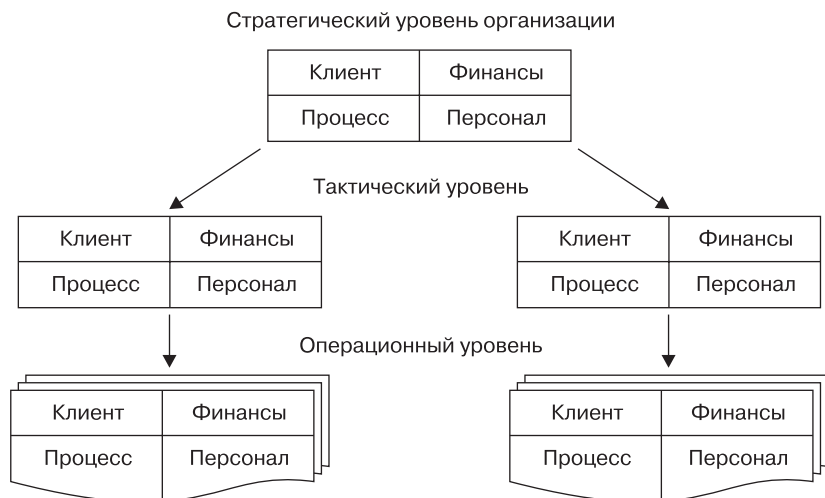 Стратегический уровень организации
Клиент Финансы
Процесс Персонал
Тактический уровень
Клиент Финансы Клиент Финансы
Процесс Персонал Процесс Персонал
Операционный уровень
Клиент Финансы Клиент Финансы
Процесс Персонал Процесс Персонал